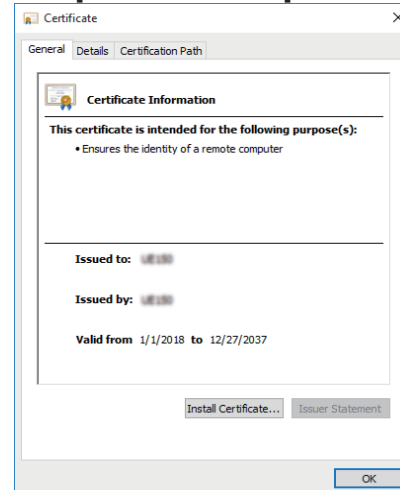 Certificate
General Details Certification Path
Certificate Information
This certificate is intended for the following purpose(s):
• Ensures the identity of a remote computer
Issued to:
Issued by:
Valid from 1/1/2018 to 12/27/2037
Install Certificate... Issuer Statement
OK